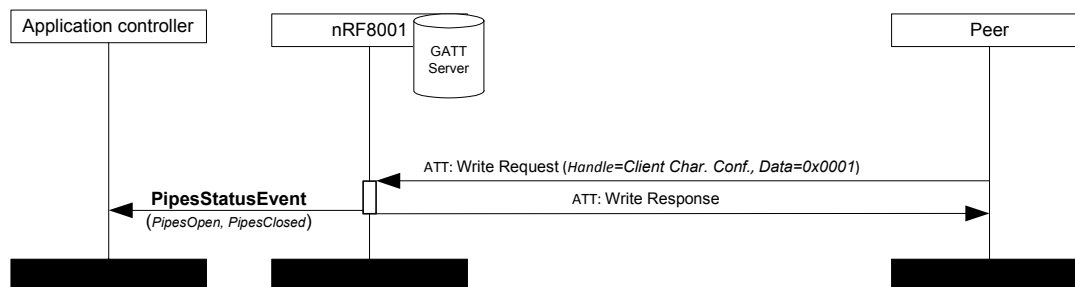 Application controller
nRF8001
GATT
Server
Peer
ATT: Write Request (Handle=Client Char. Conf., Data=0x0001)
PipesStatusEvent
ATT: Write Response
(PipesOpen, PipesClosed)